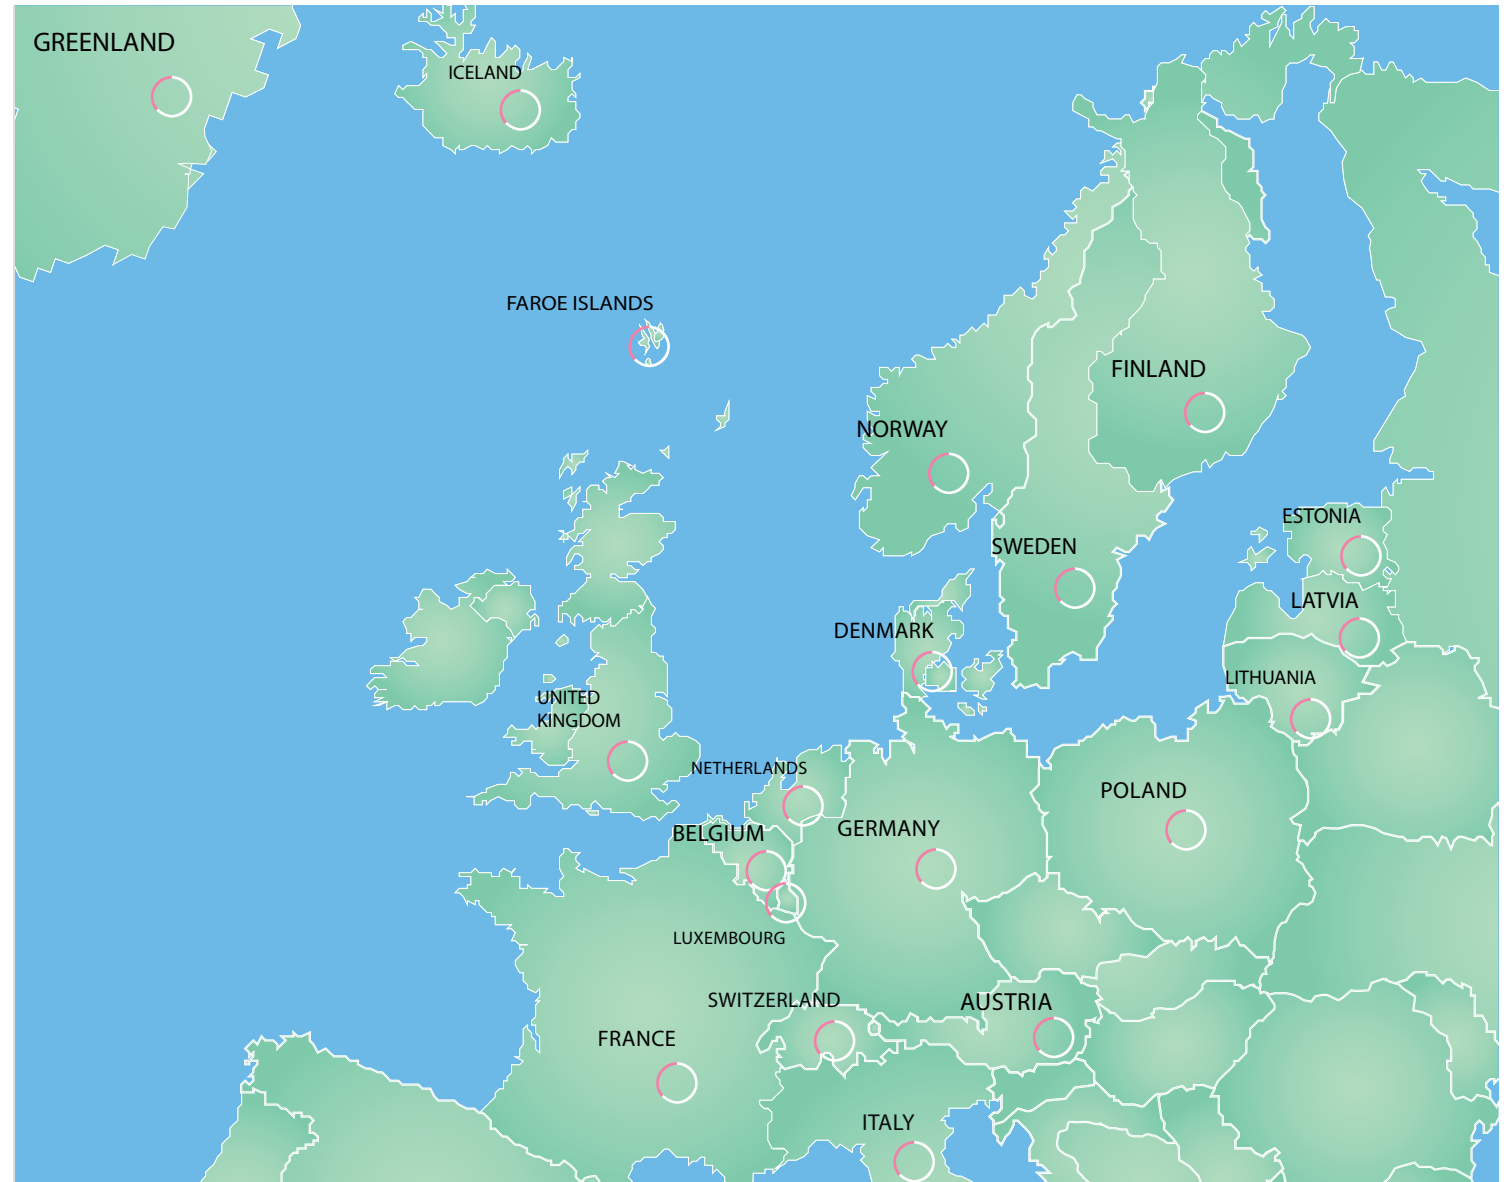 GREENLAND
ICELAND
FAROE ISLANDS
FINLAND
NORWAY
ESTONIA
SWEDEN
LATVIA
DENMARK
LITHUANIA
UNITED
KINGDOM
NETHERLANDS
POLAND
BELGIUM
GERMANY
LUXEMBOURG
SWITZERLAND
AUSTRIA
FRANCE
ITALY